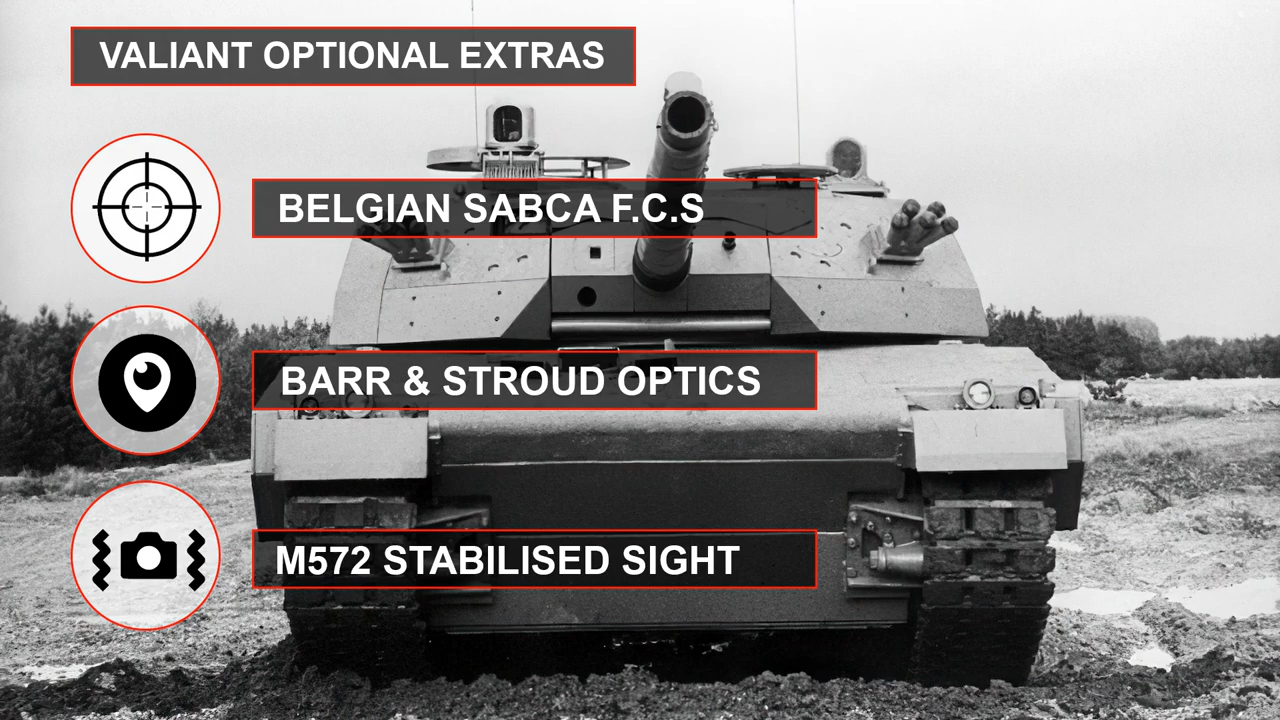 VALIANT OPTIONAL EXTRAS
BELGIAN SABCA F.C.S
BARR & STROUD OPTICS
M572 STABILISED SIGHT